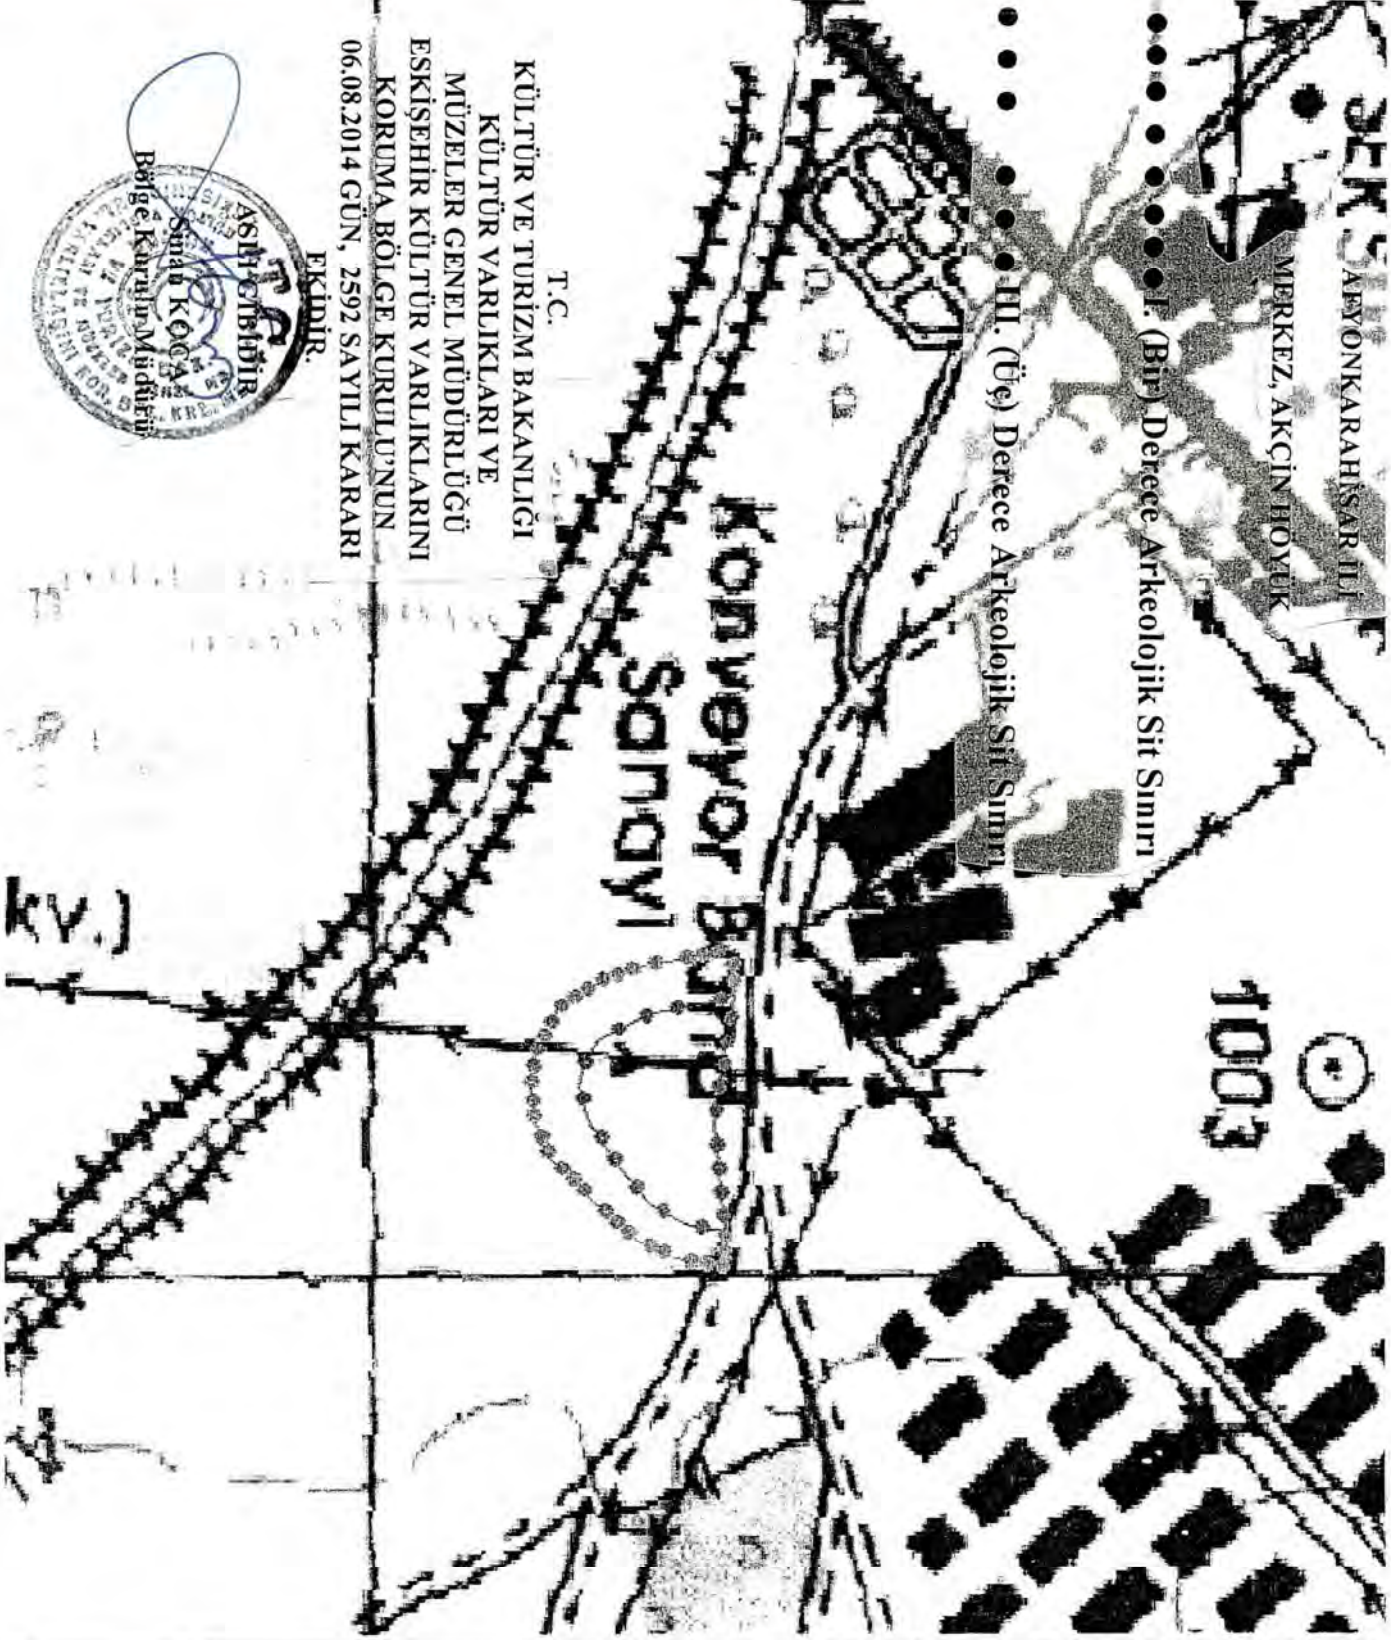 AFYONKARAHİSAR İLİ
MERKEZ, AKÇİN HÖYÜK
I. (Bir) Derece Arkeolojik Sit Sınırı
III. (Üç) Derece Arkeolojik Sit Sınırı
1003
Konveyor Band
Sanayi
T.C.
KÜLTÜR VE TURİZM BAKANLIĞI
KÜLTÜR VARLIKLARI VE
MÜZELER GENEL MÜDÜRLÜĞÜ
ESKİŞEHİR KÜLTÜR VARLIKLARINI
KORUMA BÖLGE KURULU'NUN
06.08.2014 GÜN, 2592 SAYILI KARARI
EKİDİR.
ASLI GİBİDİR
Sinan KOCA
Bölge Kurulu Müdürü
T.C.
kv.)